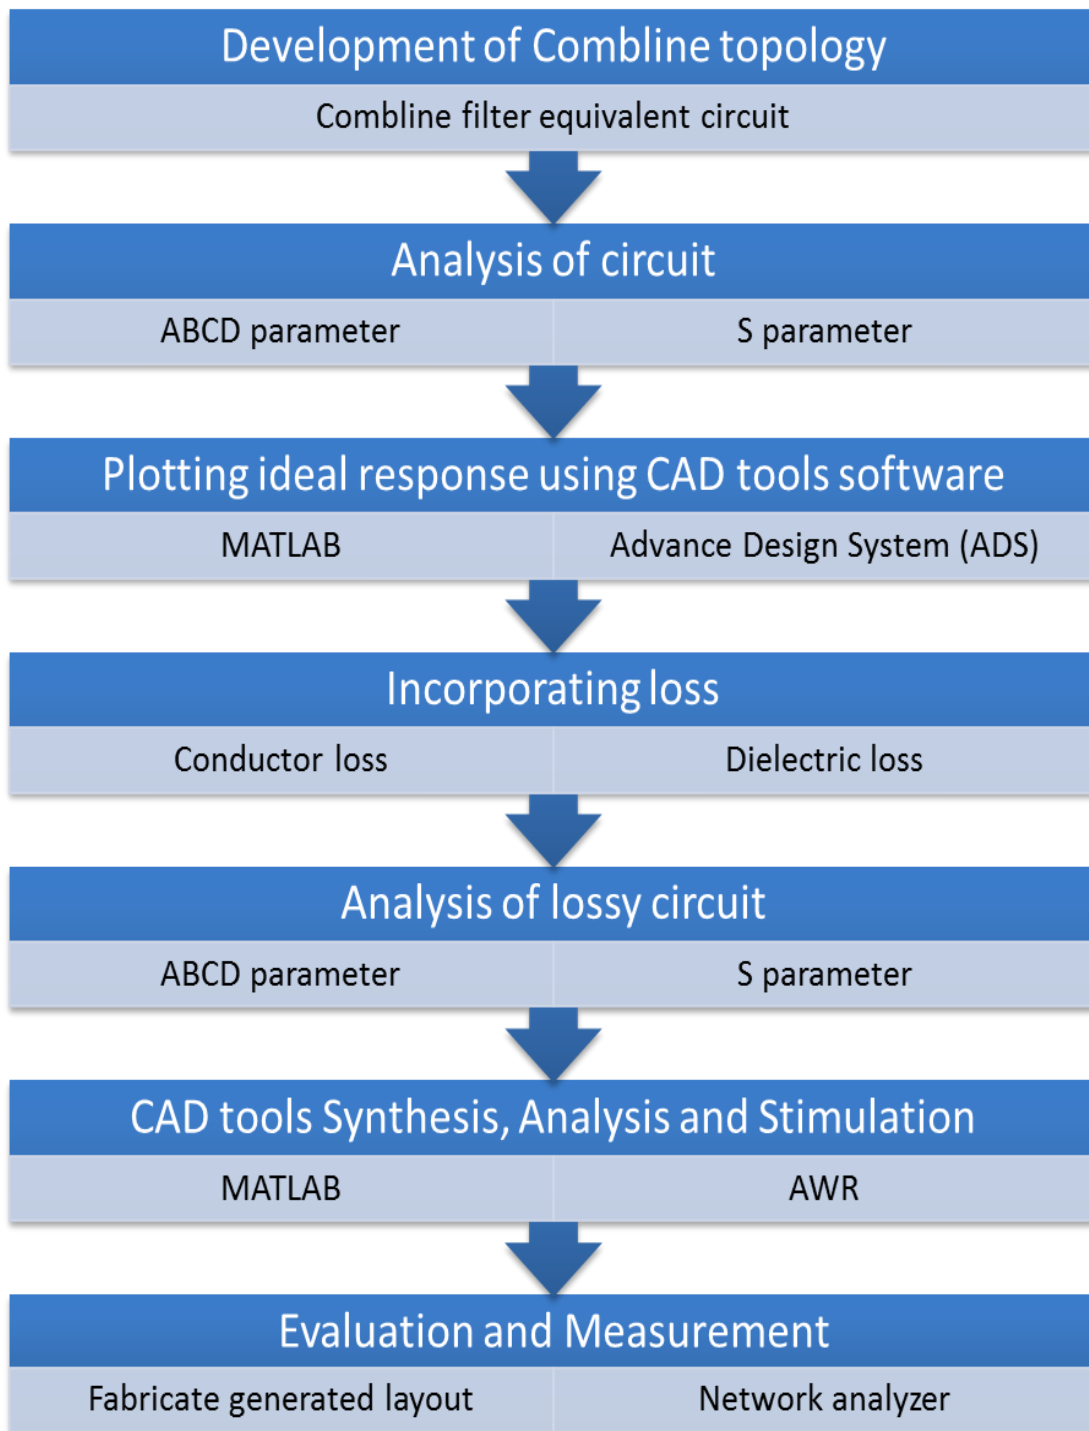 Development of Combline topology
Combline filter equivalent circuit
Analysis of circuit
ABCD parameter
S parameter
Plotting ideal response using CAD tools software
MATLAB
Advance Design System (ADS)
Incorporating loss
Conductor loss
Dielectric loss
Analysis of lossy circuit
ABCD parameter
S parameter
CAD tools Synthesis, Analysis and Stimulation
MATLAB
AWR
Evaluation and Measurement
Fabricate generated layout
Network analyzer